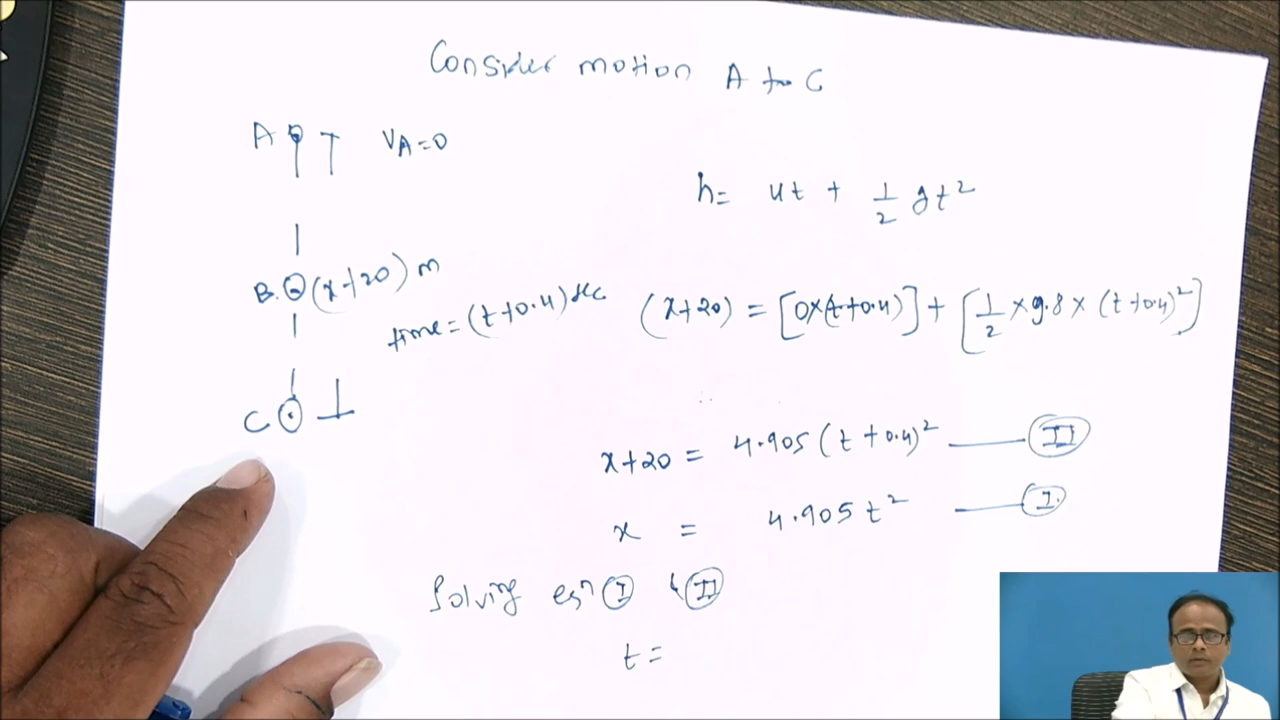 Consider motion A to C
A VA=0
h= ut + 1/2 gt²
B. (x+20) m
time=(t+0.4)sec
(x+20) = [0×(t+0.4)] + [1/2 ×9.8× (t+0.4)²]
C
x+20 = 4.905 (t+0.4)² — II
x = 4.905 t² — I.
Solving eqn I & II
t =